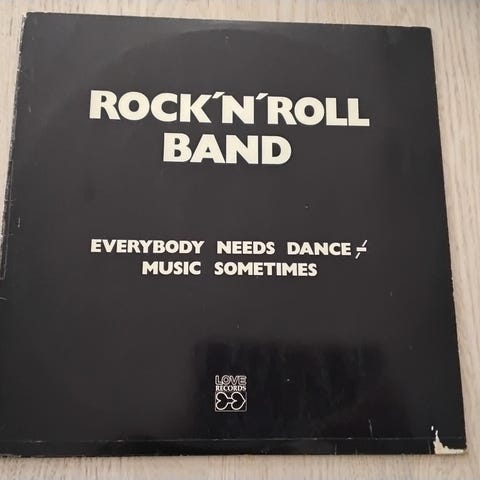 ROCK´N´ROLL
BAND
EVERYBODY NEEDS DANCE-
MUSIC SOMETIMES
LOVE
RECORDS